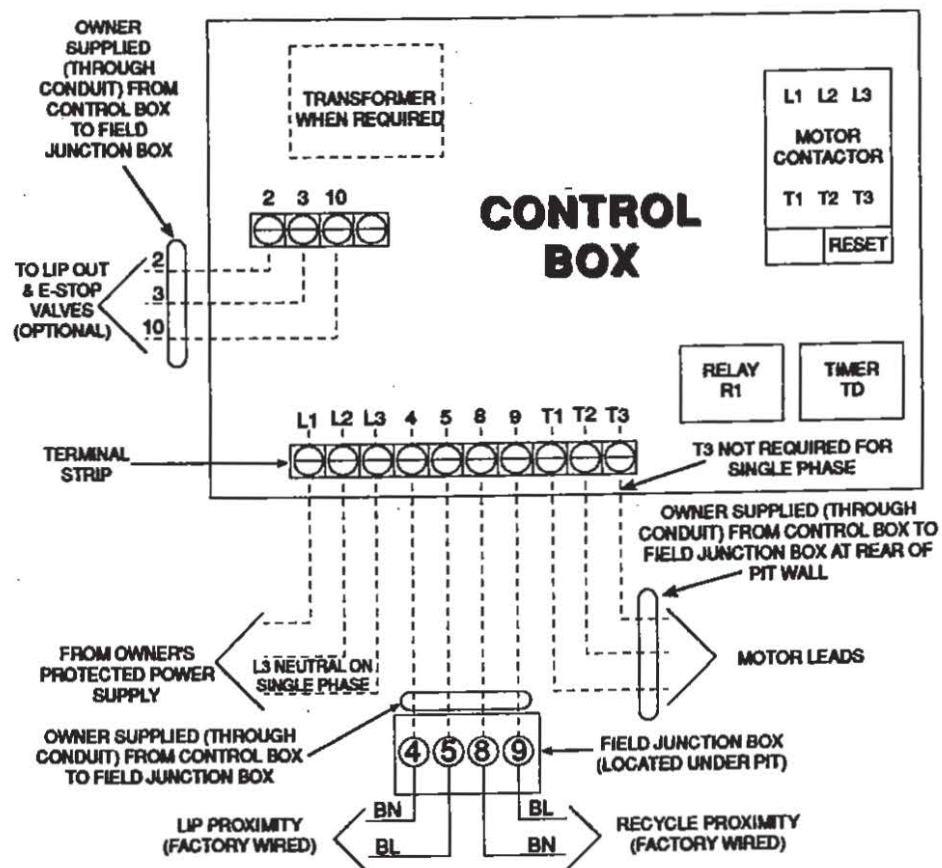 OWNER
SUPPLIED
(THROUGH
CONDUIT) FROM
CONTROL BOX
TO FIELD
JUNCTION BOX
TRANSFORMER
WHEN REQUIRED
L1 L2 L3
MOTOR
CONTACTOR
T1 T2 T3
RESET
2 3 10
CONTROL
BOX
TO LIP OUT
& E-STOP
VALVES
(OPTIONAL)
2
3
10
RELAY
R1
TIMER
TD
L1 L2 L3 4 5 8 9 T1 T2 T3
TERMINAL
STRIP
T3 NOT REQUIRED FOR
SINGLE PHASE
OWNER SUPPLIED (THROUGH
CONDUIT) FROM CONTROL BOX TO
FIELD JUNCTION BOX AT REAR OF
PIT WALL
FROM OWNER'S
PROTECTED POWER
SUPPLY
L3 NEUTRAL ON
SINGLE PHASE
MOTOR LEADS
OWNER SUPPLIED (THROUGH
CONDUIT) FROM CONTROL BOX
TO FIELD JUNCTION BOX
4 5 8 9
FIELD JUNCTION BOX
(LOCATED UNDER PIT)
LIP PROXIMITY
(FACTORY WIRED)
BN
BL
BL
BN
RECYCLE PROXIMITY
(FACTORY WIRED)